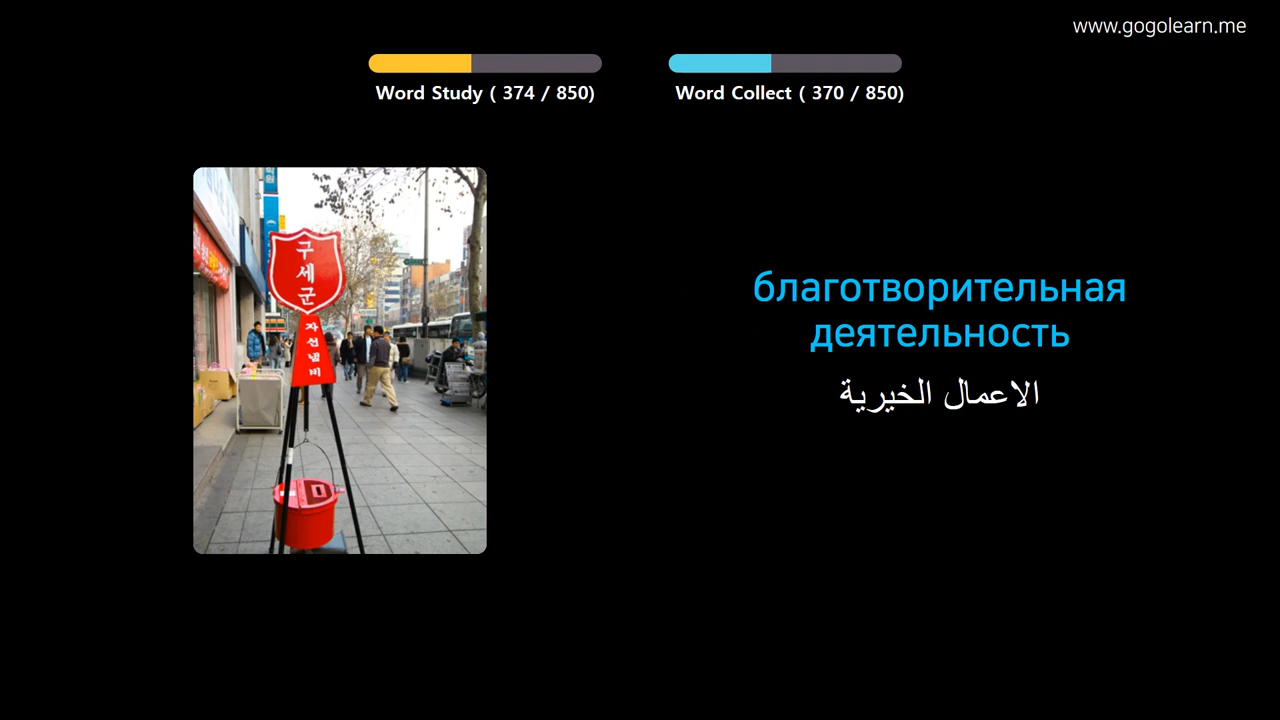 www.gogolearn.me
Word Study ( 374 / 850)
Word Collect ( 370 / 850)
구세군
자선냄비
благотворительная
деятельность
الاعمال الخيرية